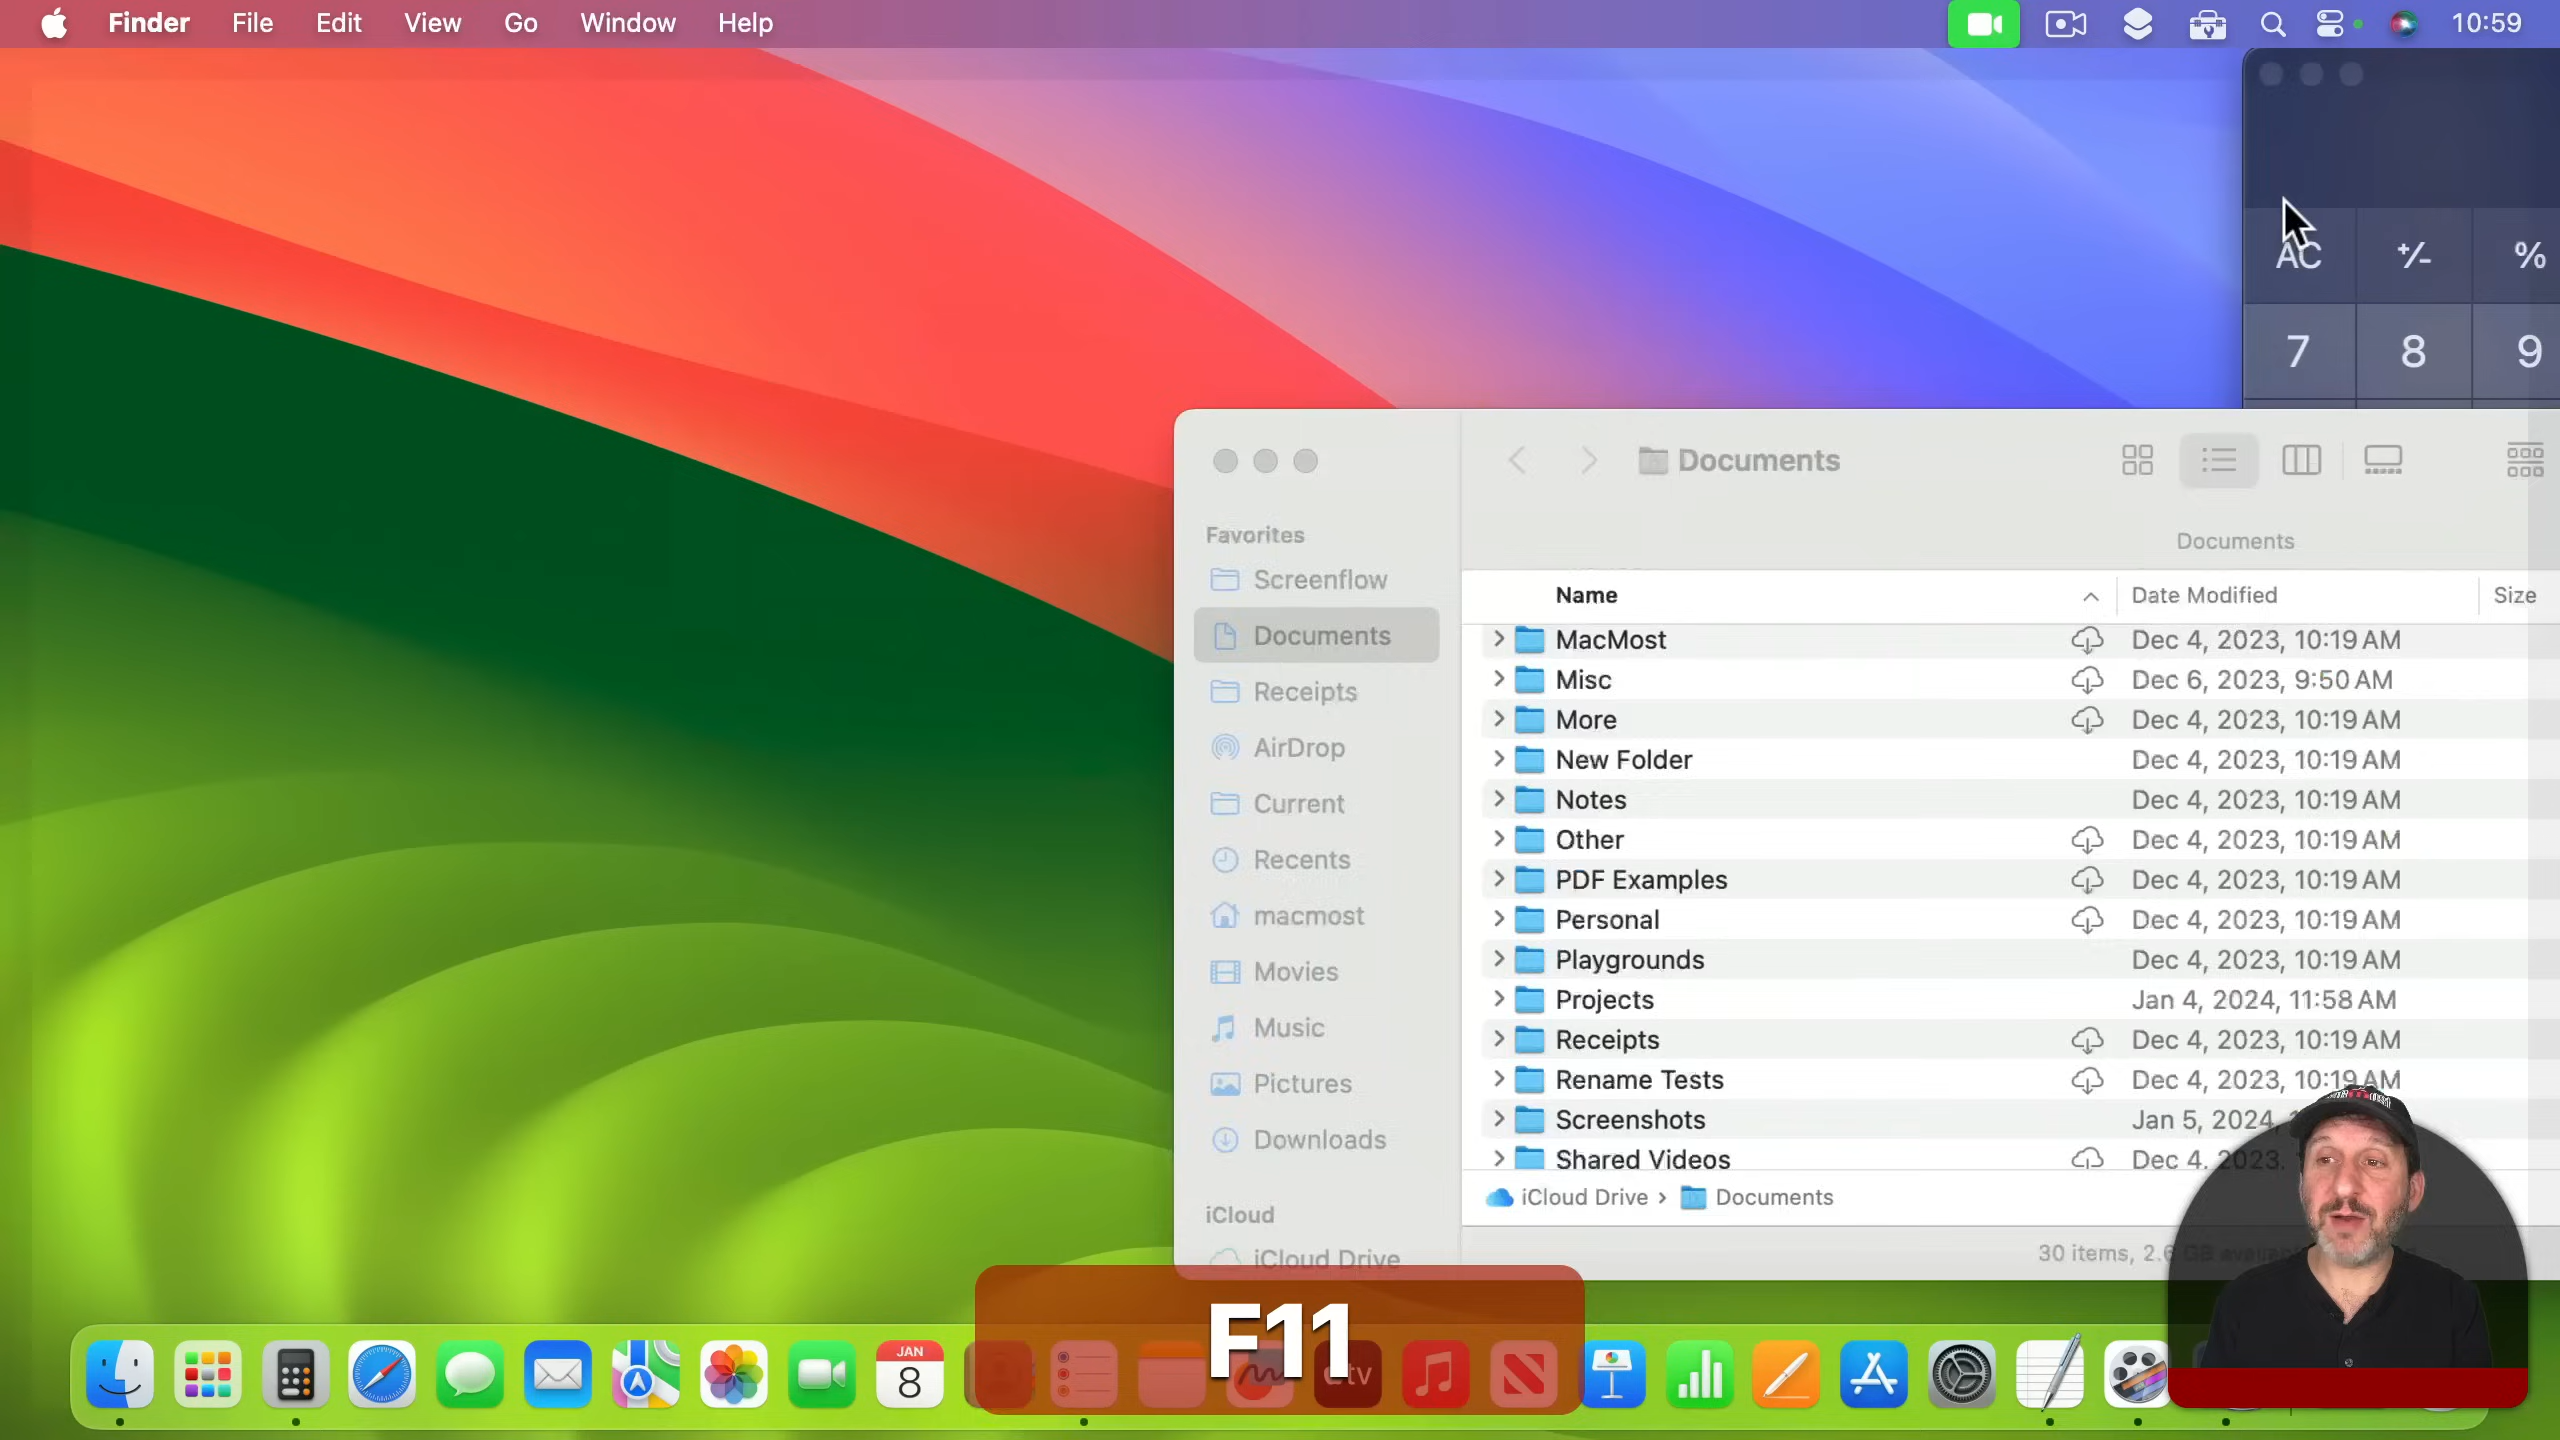 Finder File Edit View Go Window Help 10:59
AC +/- %
7 8 9
Documents
Documents
Favorites
Screenflow
Documents
Receipts
AirDrop
Current
Recents
macmost
Movies
Music
Pictures
Downloads
iCloud
iCloud Drive
Name Date Modified Size
MacMost Dec 4, 2023, 10:19 AM
Misc Dec 6, 2023, 9:50 AM
More Dec 4, 2023, 10:19 AM
New Folder Dec 4, 2023, 10:19 AM
Notes Dec 4, 2023, 10:19 AM
Other Dec 4, 2023, 10:19 AM
PDF Examples Dec 4, 2023, 10:19 AM
Personal Dec 4, 2023, 10:19 AM
Playgrounds Dec 4, 2023, 10:19 AM
Projects Jan 4, 2024, 11:58 AM
Receipts Dec 4, 2023, 10:19 AM
Rename Tests Dec 4, 2023, 10:19 AM
Screenshots Jan 5, 2024,
Shared Videos Dec 4, 2023,
iCloud Drive › Documents
30 items,
F11
JAN
8
tv